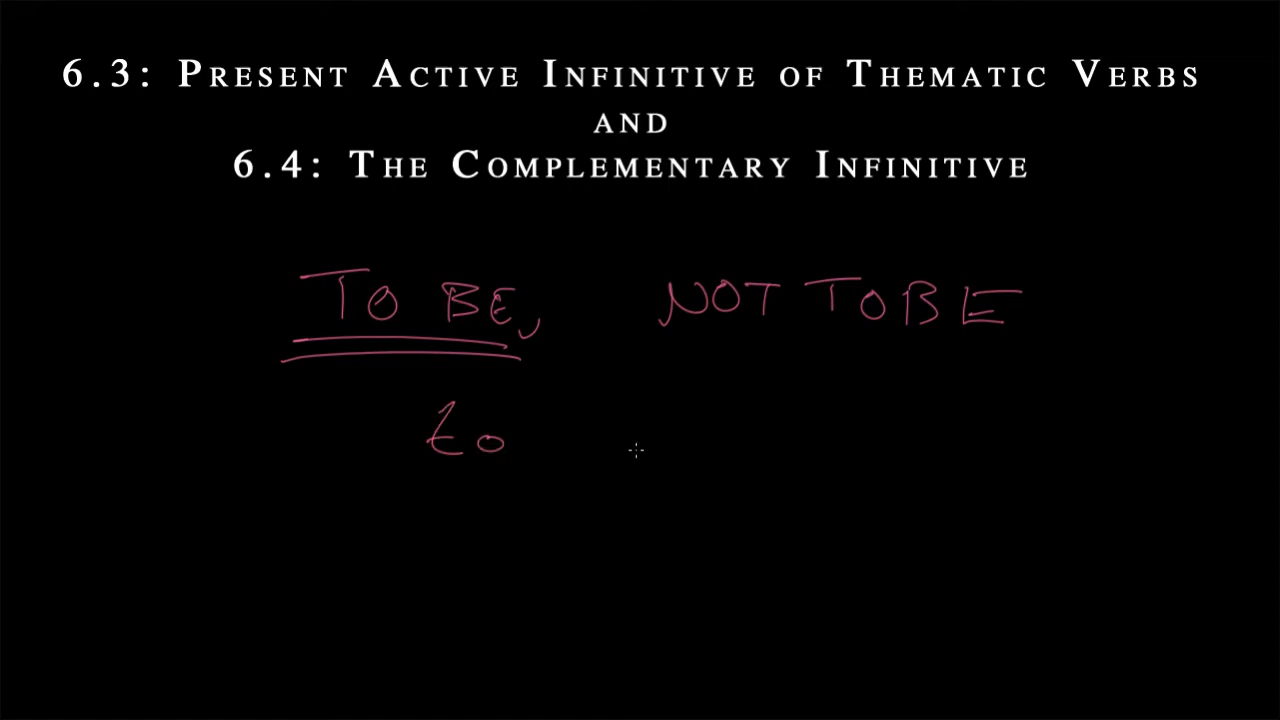 6.3: Present Active Infinitive of Thematic Verbs
and
6.4: The Complementary Infinitive
TO BE, NOT TO BE
to